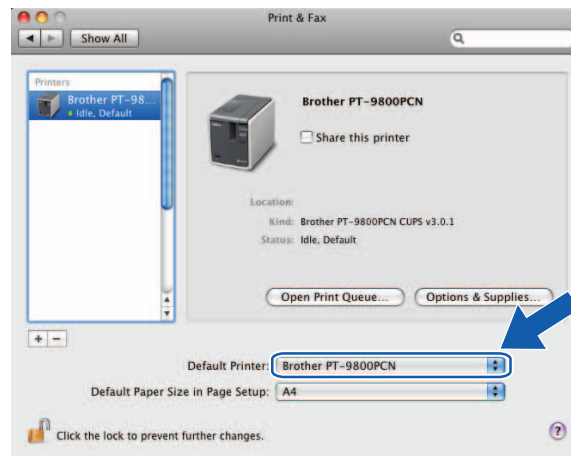 Print & Fax
Show All
Printers
Brother PT-98...
Idle, Default
Brother PT-9800PCN
Share this printer
Location:
Kind: Brother PT-9800PCN CUPS v3.0.1
Status: Idle, Default
Open Print Queue... Options & Supplies...
+ -
Default Printer: Brother PT-9800PCN
Default Paper Size in Page Setup: A4
Click the lock to prevent further changes. ?